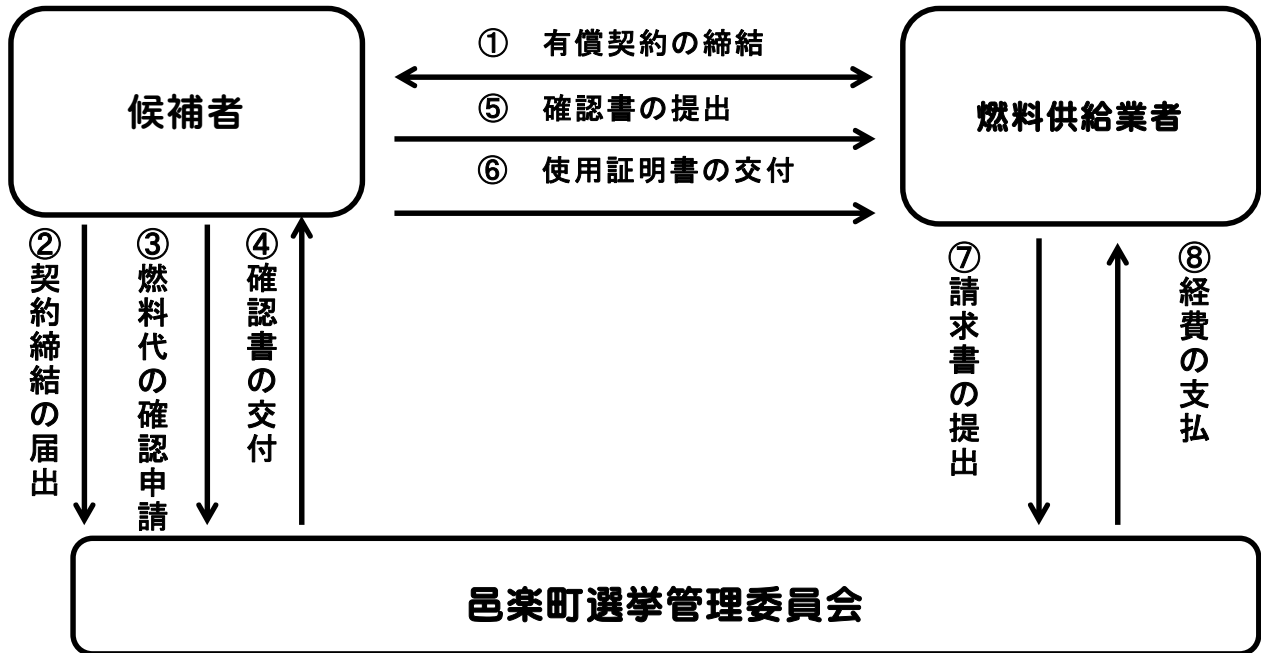 候補者
① 有償契約の締結
⑤ 確認書の提出
⑥ 使用証明書の交付
燃料供給業者
②契約締結の届出
③燃料代の確認申請
④確認書の交付
⑦請求書の提出
⑧経費の支払
邑楽町選挙管理委員会